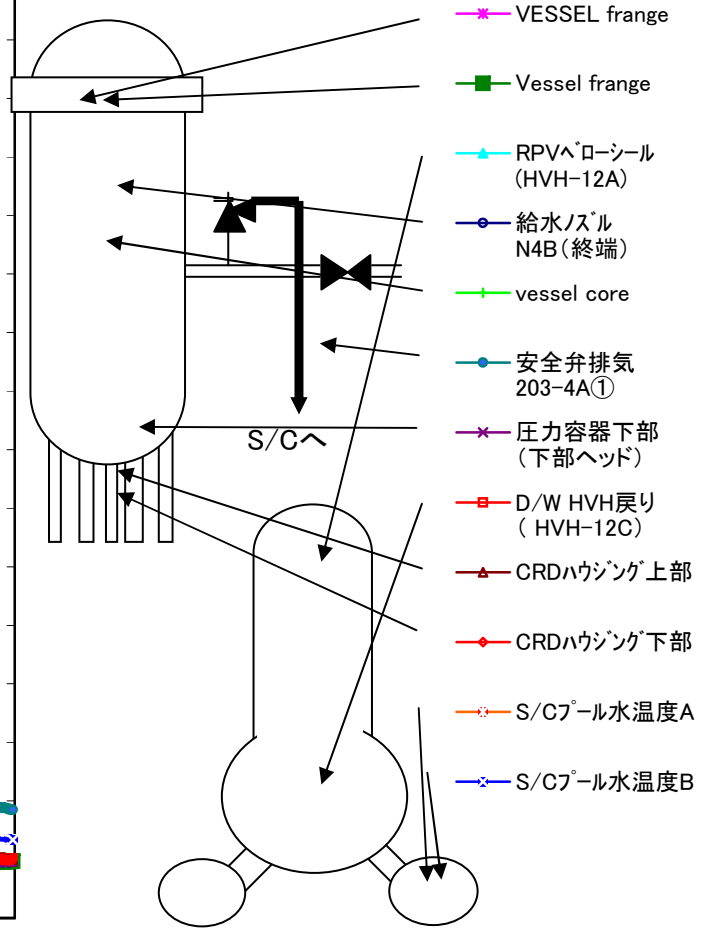 VESSEL frange
Vessel frange
RPVﾍﾞﾛｰｼｰﾙ
(HVH-12A)
給水ﾉｽﾞﾙ
N4B(終端)
vessel core
安全弁排気
203-4A①
圧力容器下部
(下部ﾍｯﾄﾞ)
D/W HVH戻り
( HVH-12C)
CRDﾊｳｼﾞﾝｸﾞ上部
CRDﾊｳｼﾞﾝｸﾞ下部
S/Cﾌﾟｰﾙ水温度A
S/Cﾌﾟｰﾙ水温度B
S/Cへ